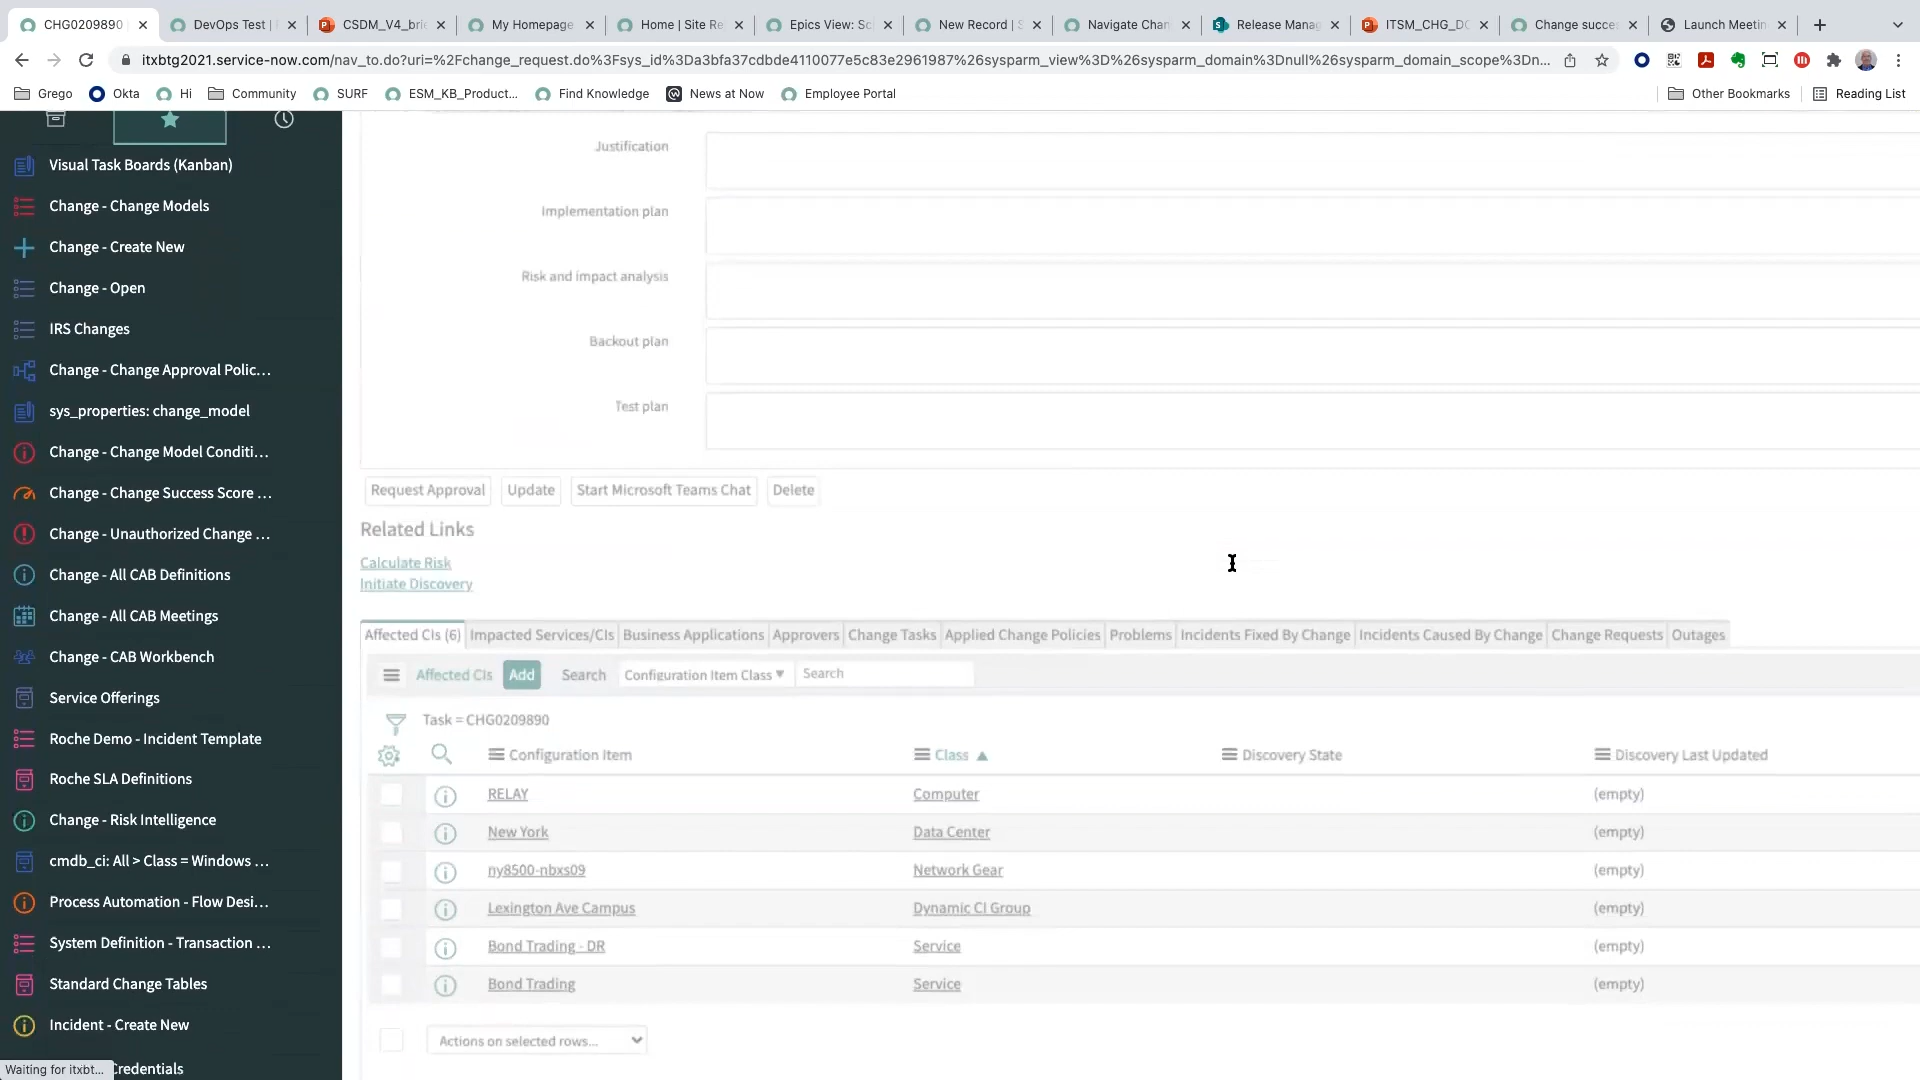 CHG0209890
DevOps Test |
CSDM_V4_brie
My Homepage
Home | Site Re
Epics View: Sc
New Record | S
Navigate Chan
Release Manag
ITSM_CHG_DC
Change succes
Launch Meetin
itxbtg2021.service-now.com/nav_to.do?uri=%2Fchange_request.do%3Fsys_id%3Da3bfa37cdbde4110077e5c83e2961987%26sysparm_view%3D%26sysparm_domain%3Dnull%26sysparm_domain_scope%3Dn...
Grego
Okta
Hi
Community
SURF
ESM_KB_Product...
Find Knowledge
News at Now
Employee Portal
Other Bookmarks
Reading List
Visual Task Boards (Kanban)
Change - Change Models
Change - Create New
Change - Open
IRS Changes
Change - Change Approval Polic...
sys_properties: change_model
Change - Change Model Conditi...
Change - Change Success Score ...
Change - Unauthorized Change ...
Change - All CAB Definitions
Change - All CAB Meetings
Change - CAB Workbench
Service Offerings
Roche Demo - Incident Template
Roche SLA Definitions
Change - Risk Intelligence
cmdb_ci: All > Class = Windows ...
Process Automation - Flow Desi...
System Definition - Transaction ...
Standard Change Tables
Incident - Create New
Credentials
Waiting for itxbt...
Justification
Implementation plan
Risk and impact analysis
Backout plan
Test plan
Request Approval
Update
Start Microsoft Teams Chat
Delete
Related Links
Calculate Risk
Initiate Discovery
Affected CIs (6)
Impacted Services/CIs
Business Applications
Approvers
Change Tasks
Applied Change Policies
Problems
Incidents Fixed By Change
Incidents Caused By Change
Change Requests
Outages
Affected CIs
Add
Search
Configuration Item Class
Search
Task = CHG0209890
Configuration Item
Class
Discovery State
Discovery Last Updated
RELAY
Computer
(empty)
New York
Data Center
(empty)
ny8500-nbxs09
Network Gear
(empty)
Lexington Ave Campus
Dynamic CI Group
(empty)
Bond Trading - DR
Service
(empty)
Bond Trading
Service
(empty)
Actions on selected rows...